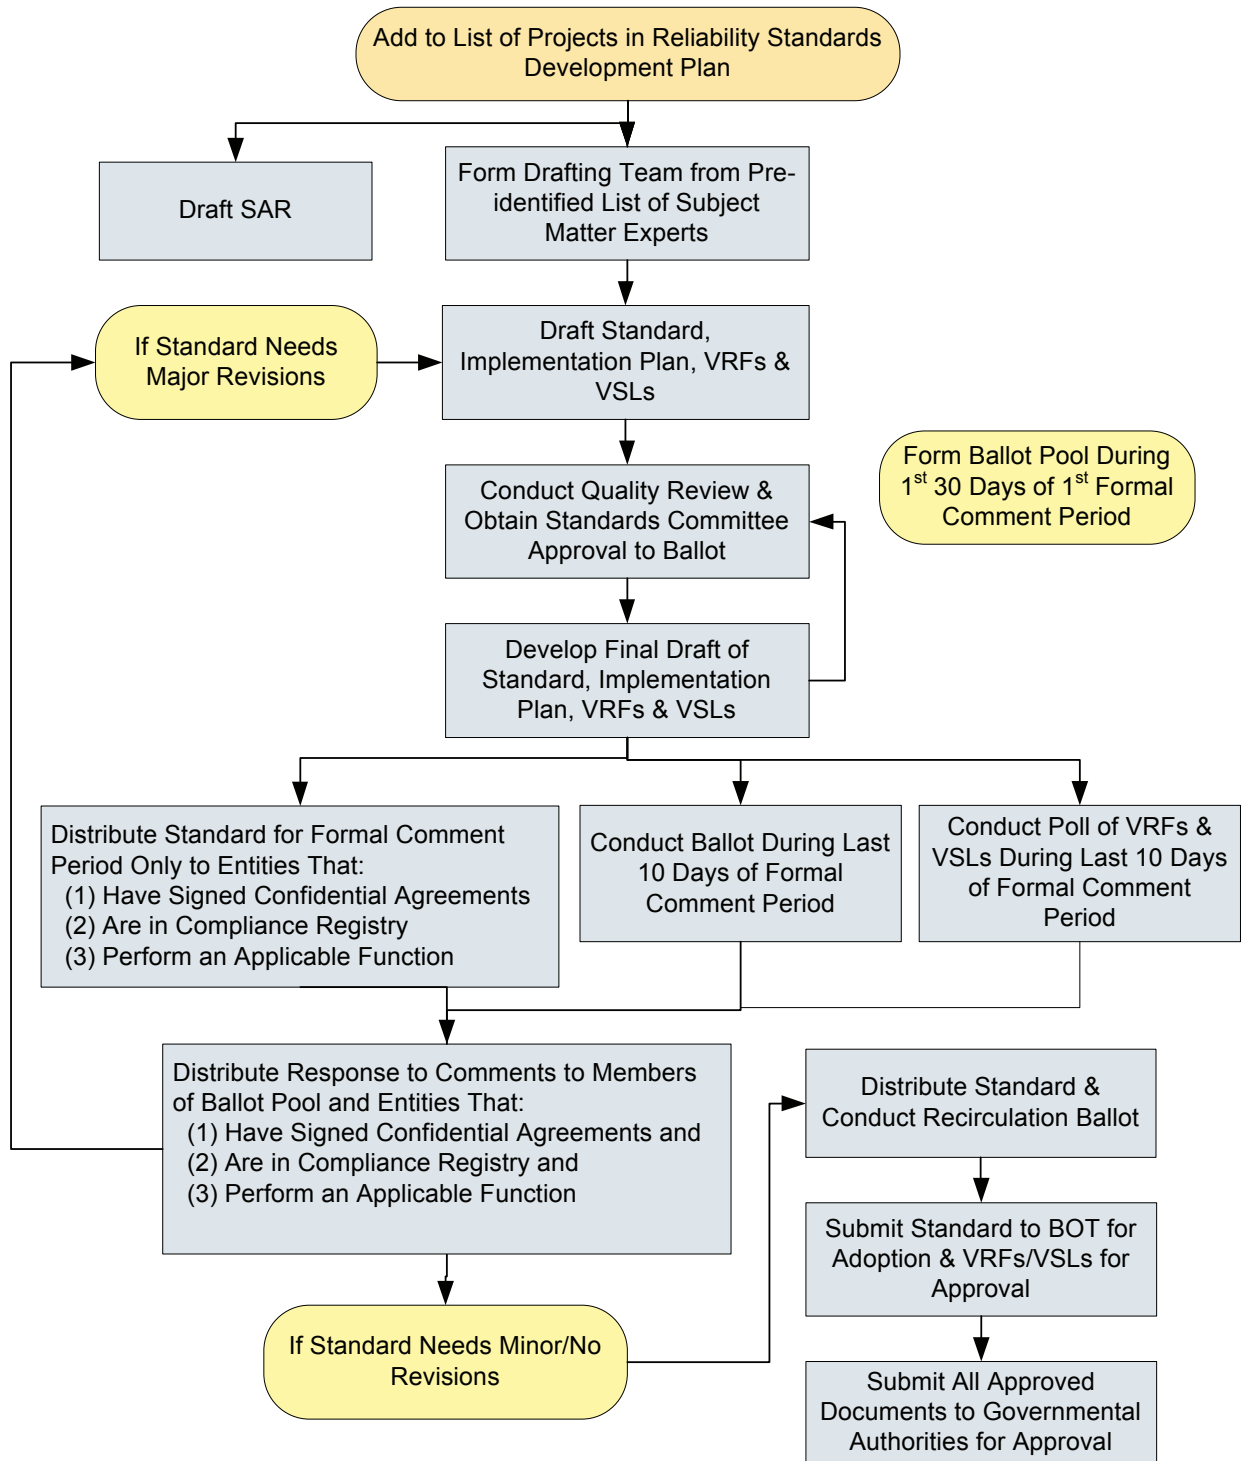 Add to List of Projects in Reliability Standards
Development Plan
Draft SAR
Form Drafting Team from Pre-
identified List of Subject
Matter Experts
If Standard Needs
Major Revisions
Draft Standard,
Implementation Plan, VRFs &
VSLs
Form Ballot Pool During
1st 30 Days of 1st Formal
Comment Period
Conduct Quality Review &
Obtain Standards Committee
Approval to Ballot
Develop Final Draft of
Standard, Implementation
Plan, VRFs & VSLs
Distribute Standard for Formal Comment
Period Only to Entities That:
(1) Have Signed Confidential Agreements
(2) Are in Compliance Registry
(3) Perform an Applicable Function
Conduct Ballot During Last
10 Days of Formal
Comment Period
Conduct Poll of VRFs &
VSLs During Last 10 Days
of Formal Comment
Period
Distribute Response to Comments to Members
of Ballot Pool and Entities That:
(1) Have Signed Confidential Agreements and
(2) Are in Compliance Registry and
(3) Perform an Applicable Function
Distribute Standard &
Conduct Recirculation Ballot
Submit Standard to BOT for
Adoption & VRFs/VSLs for
Approval
If Standard Needs Minor/No
Revisions
Submit All Approved
Documents to Governmental
Authorities for Approval